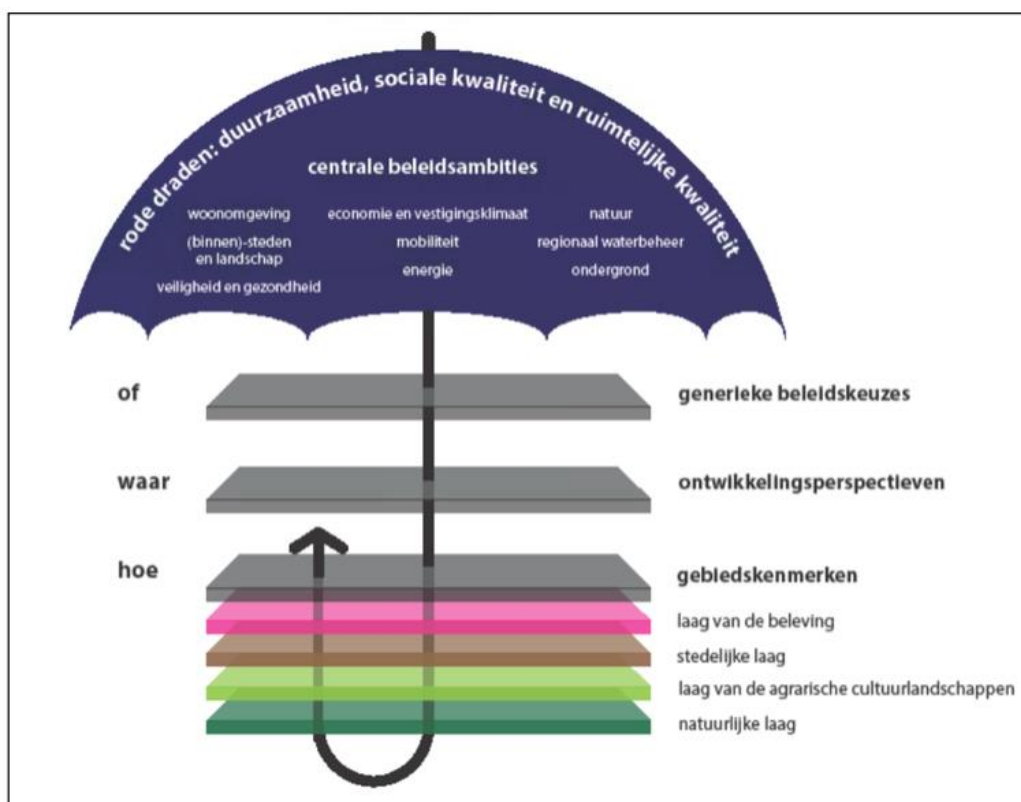 rode draden: duurzaamheid, sociale kwaliteit en ruimtelijke kwaliteit
centrale beleidsambities
woonomgeving
(binnen)-steden
en landschap
veiligheid en gezondheid
economie en vestigingsklimaat
mobiliteit
energie
natuur
regionaal waterbeheer
ondergrond
of
generieke beleidskeuzes
waar
ontwikkelingsperspectieven
hoe
gebiedskenmerken
laag van de beleving
stedelijke laag
laag van de agrarische cultuurlandschappen
natuurlijke laag